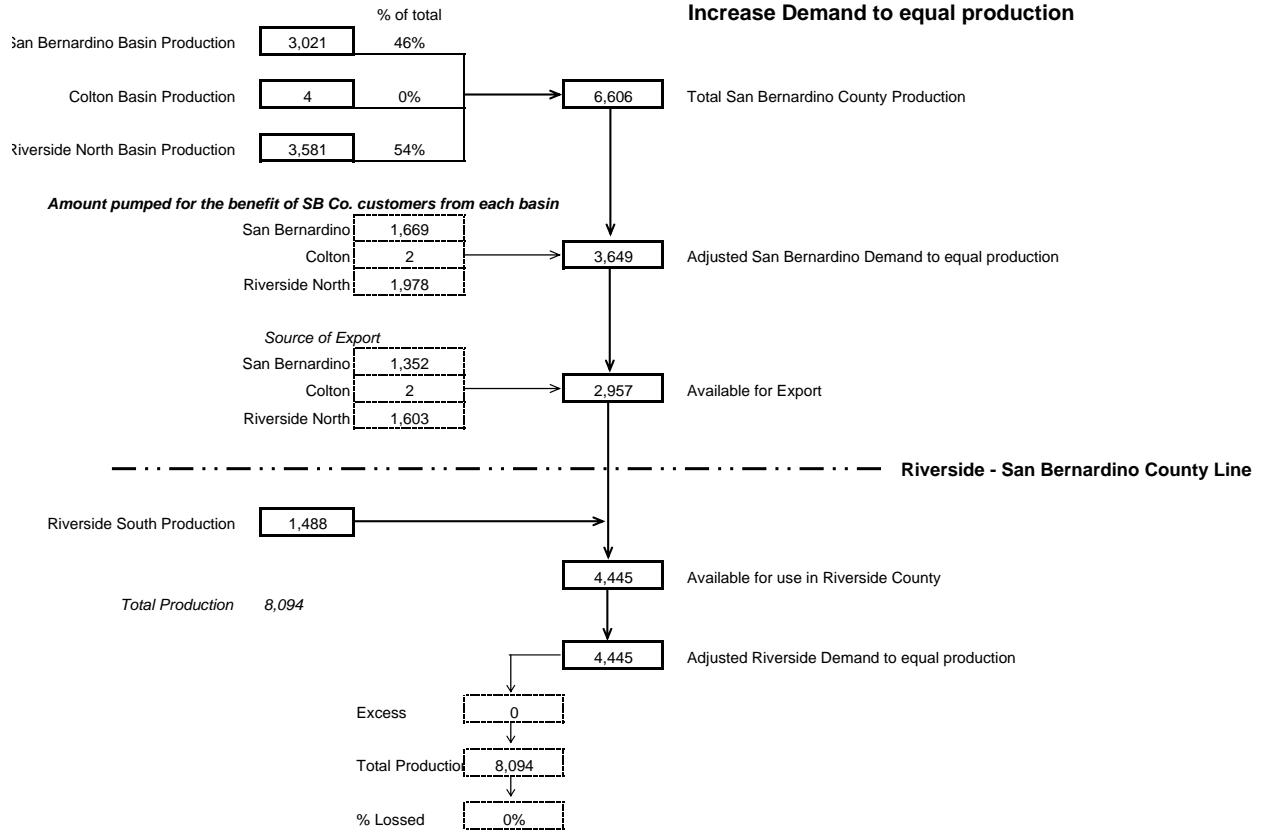 % of total
Increase Demand to equal production
San Bernardino Basin Production 3,021 46%
Colton Basin Production 4 0% 6,606 Total San Bernardino County Production
Riverside North Basin Production 3,581 54%
Amount pumped for the benefit of SB Co. customers from each basin
San Bernardino 1,669
Colton 2 3,649 Adjusted San Bernardino Demand to equal production
Riverside North 1,978
Source of Export
San Bernardino 1,352
Colton 2 2,957 Available for Export
Riverside North 1,603
Riverside - San Bernardino County Line
Riverside South Production 1,488
4,445 Available for use in Riverside County
Total Production 8,094
4,445 Adjusted Riverside Demand to equal production
Excess 0
Total Production 8,094
% Lossed 0%